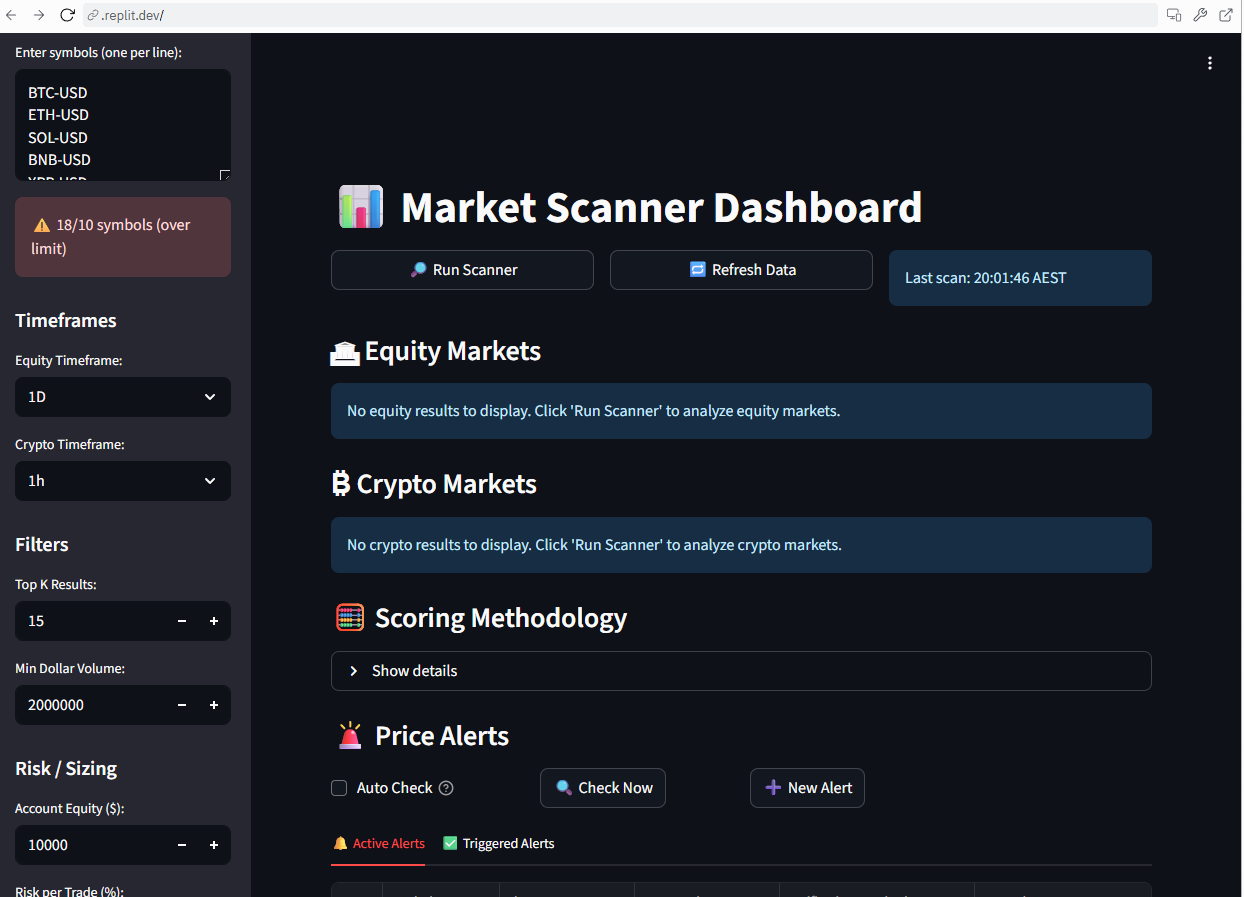 .replit.dev/
Enter symbols (one per line):
BTC-USD
ETH-USD
SOL-USD
BNB-USD
18/10 symbols (over
limit)
Timeframes
Equity Timeframe:
1D
Crypto Timeframe:
1h
Filters
Top K Results:
15
Min Dollar Volume:
2000000
Risk / Sizing
Account Equity ($):
10000
Risk per Trade (%):
Market Scanner Dashboard
Run Scanner
Refresh Data
Last scan: 20:01:46 AEST
Equity Markets
No equity results to display. Click 'Run Scanner' to analyze equity markets.
Crypto Markets
No crypto results to display. Click 'Run Scanner' to analyze crypto markets.
Scoring Methodology
Show details
Price Alerts
Auto Check
Check Now
New Alert
Active Alerts
Triggered Alerts